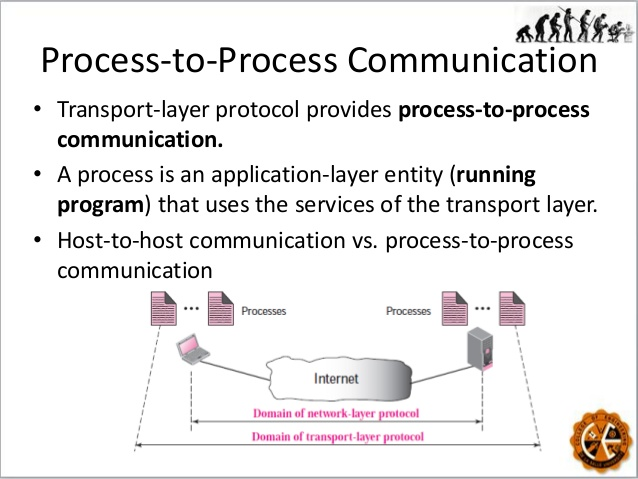 Process-to-Process Communication
• Transport-layer protocol provides process-to-process
communication.
• A process is an application-layer entity (running
program) that uses the services of the transport layer.
• Host-to-host communication vs. process-to-process
communication
Processes
Processes
Internet
Domain of network-layer protocol
Domain of transport-layer protocol